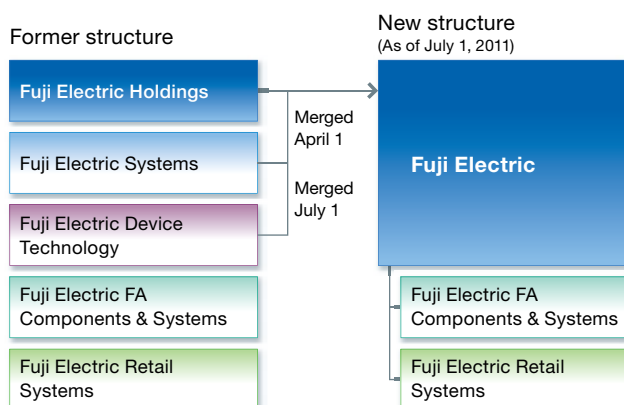 Former structure
Fuji Electric Holdings
Fuji Electric Systems
Fuji Electric Device
Technology
Fuji Electric FA
Components & Systems
Fuji Electric Retail
Systems
Merged
April 1
Merged
July 1
New structure
(As of July 1, 2011)
Fuji Electric
Fuji Electric FA
Components & Systems
Fuji Electric Retail
Systems